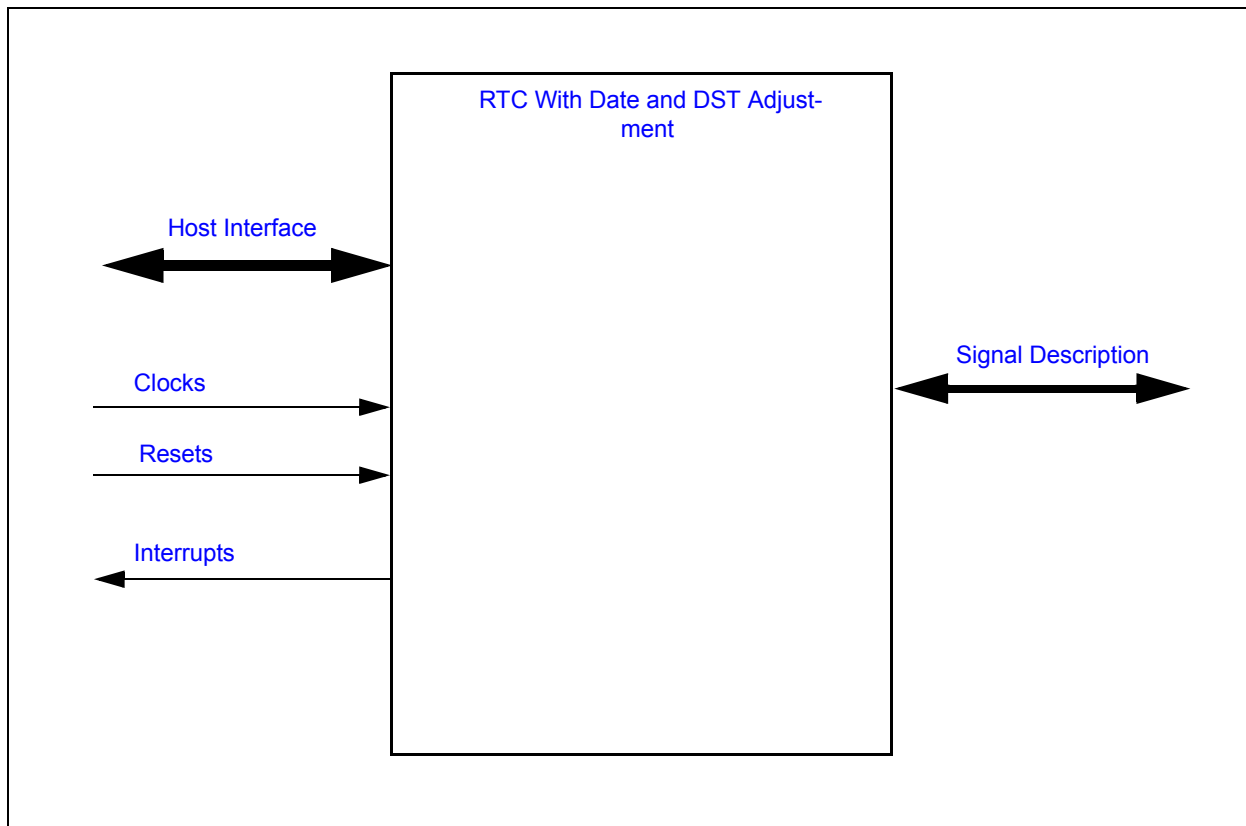 RTC With Date and DST Adjust-
ment
Host Interface
Signal Description
Clocks
Resets
Interrupts